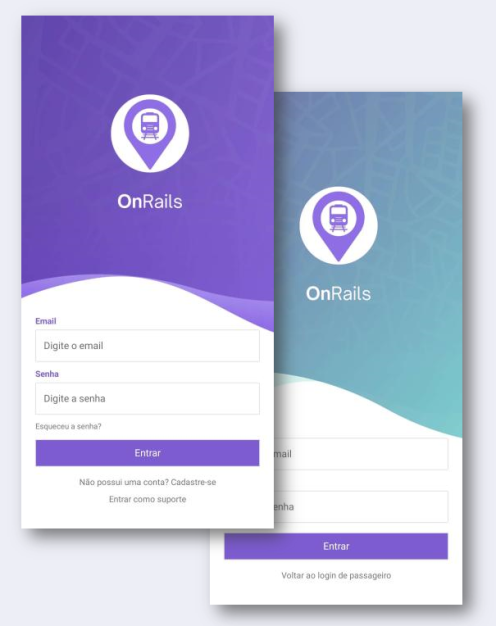 OnRails
Email
Digite o email
Senha
Digite a senha
Esqueceu a senha?
Entrar
Não possui uma conta? Cadastre-se
Entrar como suporte
OnRails
mail
enha
Entrar
Voltar ao login de passageiro